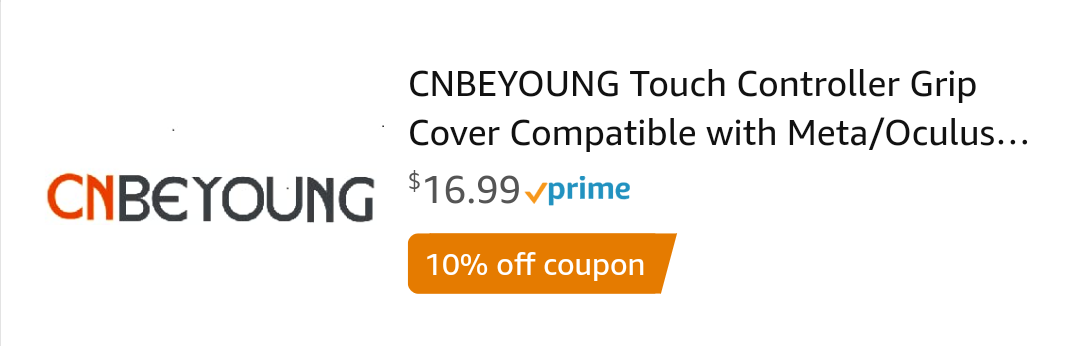 CNBEYOUNG
CNBEYOUNG Touch Controller Grip
Cover Compatible with Meta/Oculus...
$16.99 prime
10% off coupon